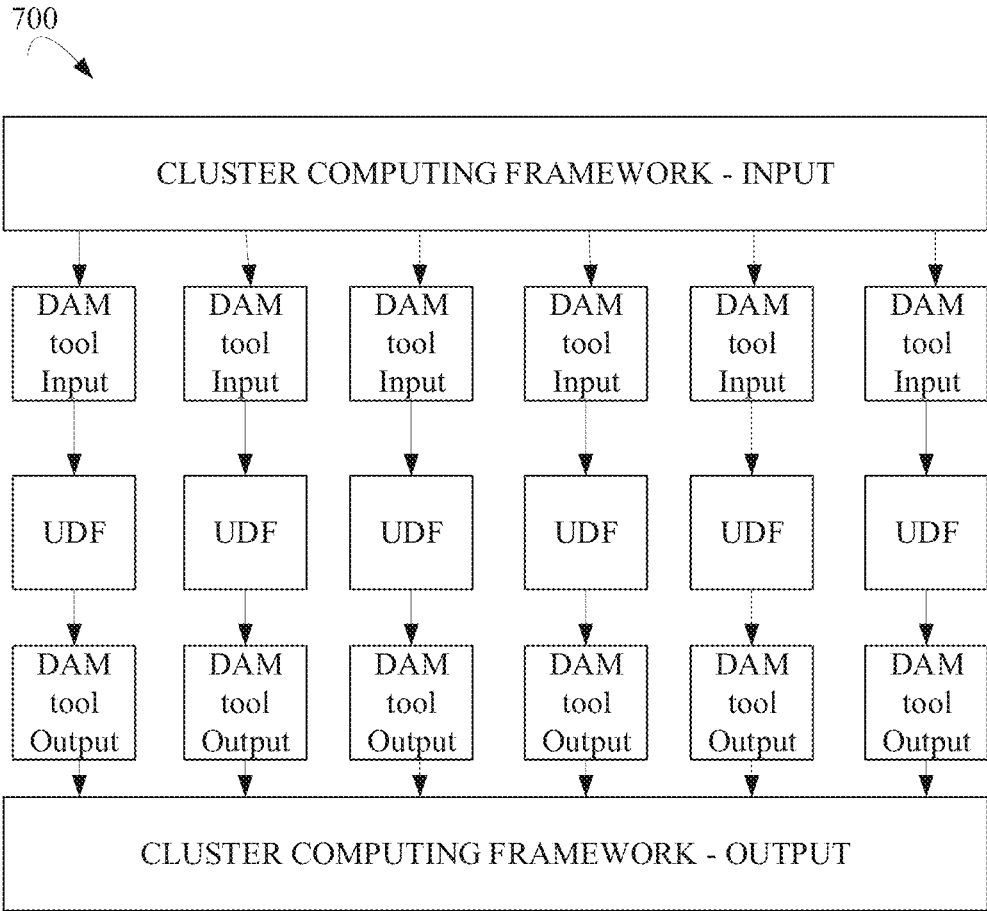 700
CLUSTER COMPUTING FRAMEWORK - INPUT
DAM tool Input
DAM tool Input
DAM tool Input
DAM tool Input
DAM tool Input
DAM tool Input
UDF
UDF
UDF
UDF
UDF
UDF
DAM tool Output
DAM tool Output
DAM tool Output
DAM tool Output
DAM tool Output
DAM tool Output
CLUSTER COMPUTING FRAMEWORK - OUTPUT